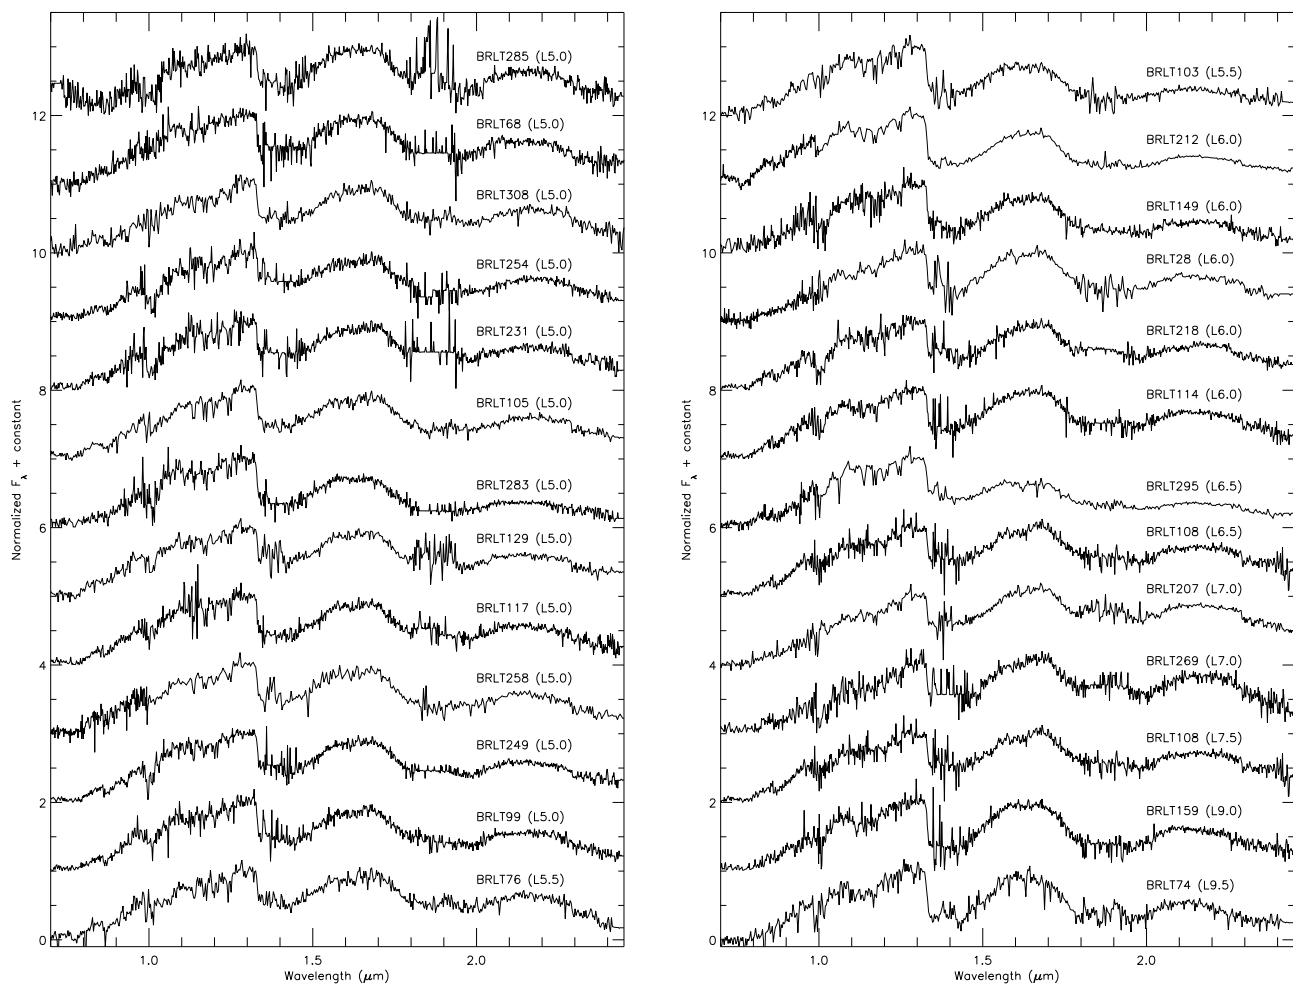 BRLT285 (L5.0)
BRLT68 (L5.0)
BRLT308 (L5.0)
BRLT254 (L5.0)
BRLT231 (L5.0)
BRLT105 (L5.0)
BRLT283 (L5.0)
BRLT129 (L5.0)
BRLT117 (L5.0)
BRLT258 (L5.0)
BRLT249 (L5.0)
BRLT99 (L5.0)
BRLT76 (L5.5)
12
10
8
6
4
2
0
1.0 1.5 2.0
Wavelength (μm)
Normalized Fλ + constant
BRLT103 (L5.5)
BRLT212 (L6.0)
BRLT149 (L6.0)
BRLT28 (L6.0)
BRLT218 (L6.0)
BRLT114 (L6.0)
BRLT295 (L6.5)
BRLT108 (L6.5)
BRLT207 (L7.0)
BRLT269 (L7.0)
BRLT108 (L7.5)
BRLT159 (L9.0)
BRLT74 (L9.5)
12
10
8
6
4
2
0
1.0 1.5 2.0
Wavelength (μm)
Normalized Fλ + constant